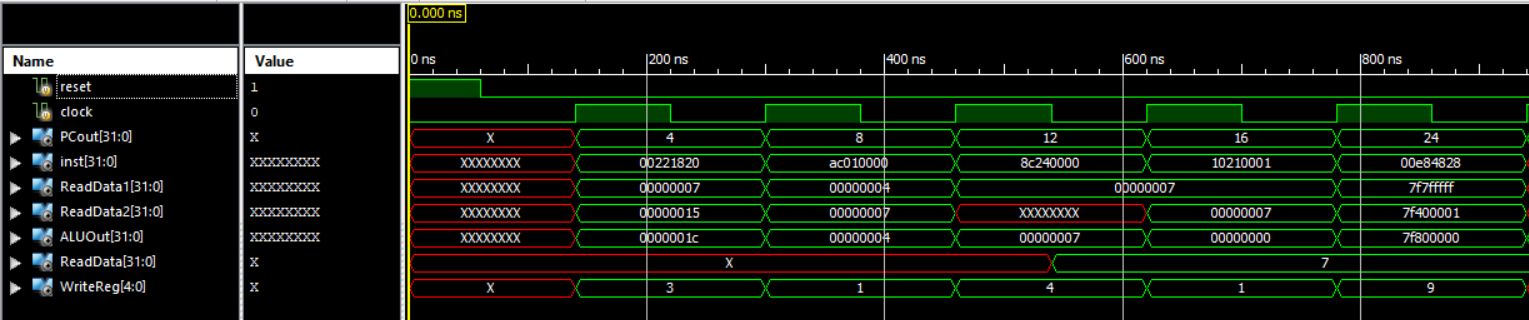 0.000 ns
Name Value 0 ns 200 ns 400 ns 600 ns 800 ns
reset 1
clock 0
PCout[31:0] X X 4 8 12 16 24
inst[31:0] XXXXXXXX XXXXXXXX 00221820 ac010000 8c240000 10210001 00e84828
ReadData1[31:0] XXXXXXXX XXXXXXXX 00000007 00000004 00000007 7f7fffff
ReadData2[31:0] XXXXXXXX XXXXXXXX 00000015 00000007 XXXXXXXX 00000007 7f400001
ALUOut[31:0] XXXXXXXX XXXXXXXX 0000001c 00000004 00000007 00000000 7f800000
ReadData[31:0] X X 7
WriteReg[4:0] X X 3 1 4 1 9